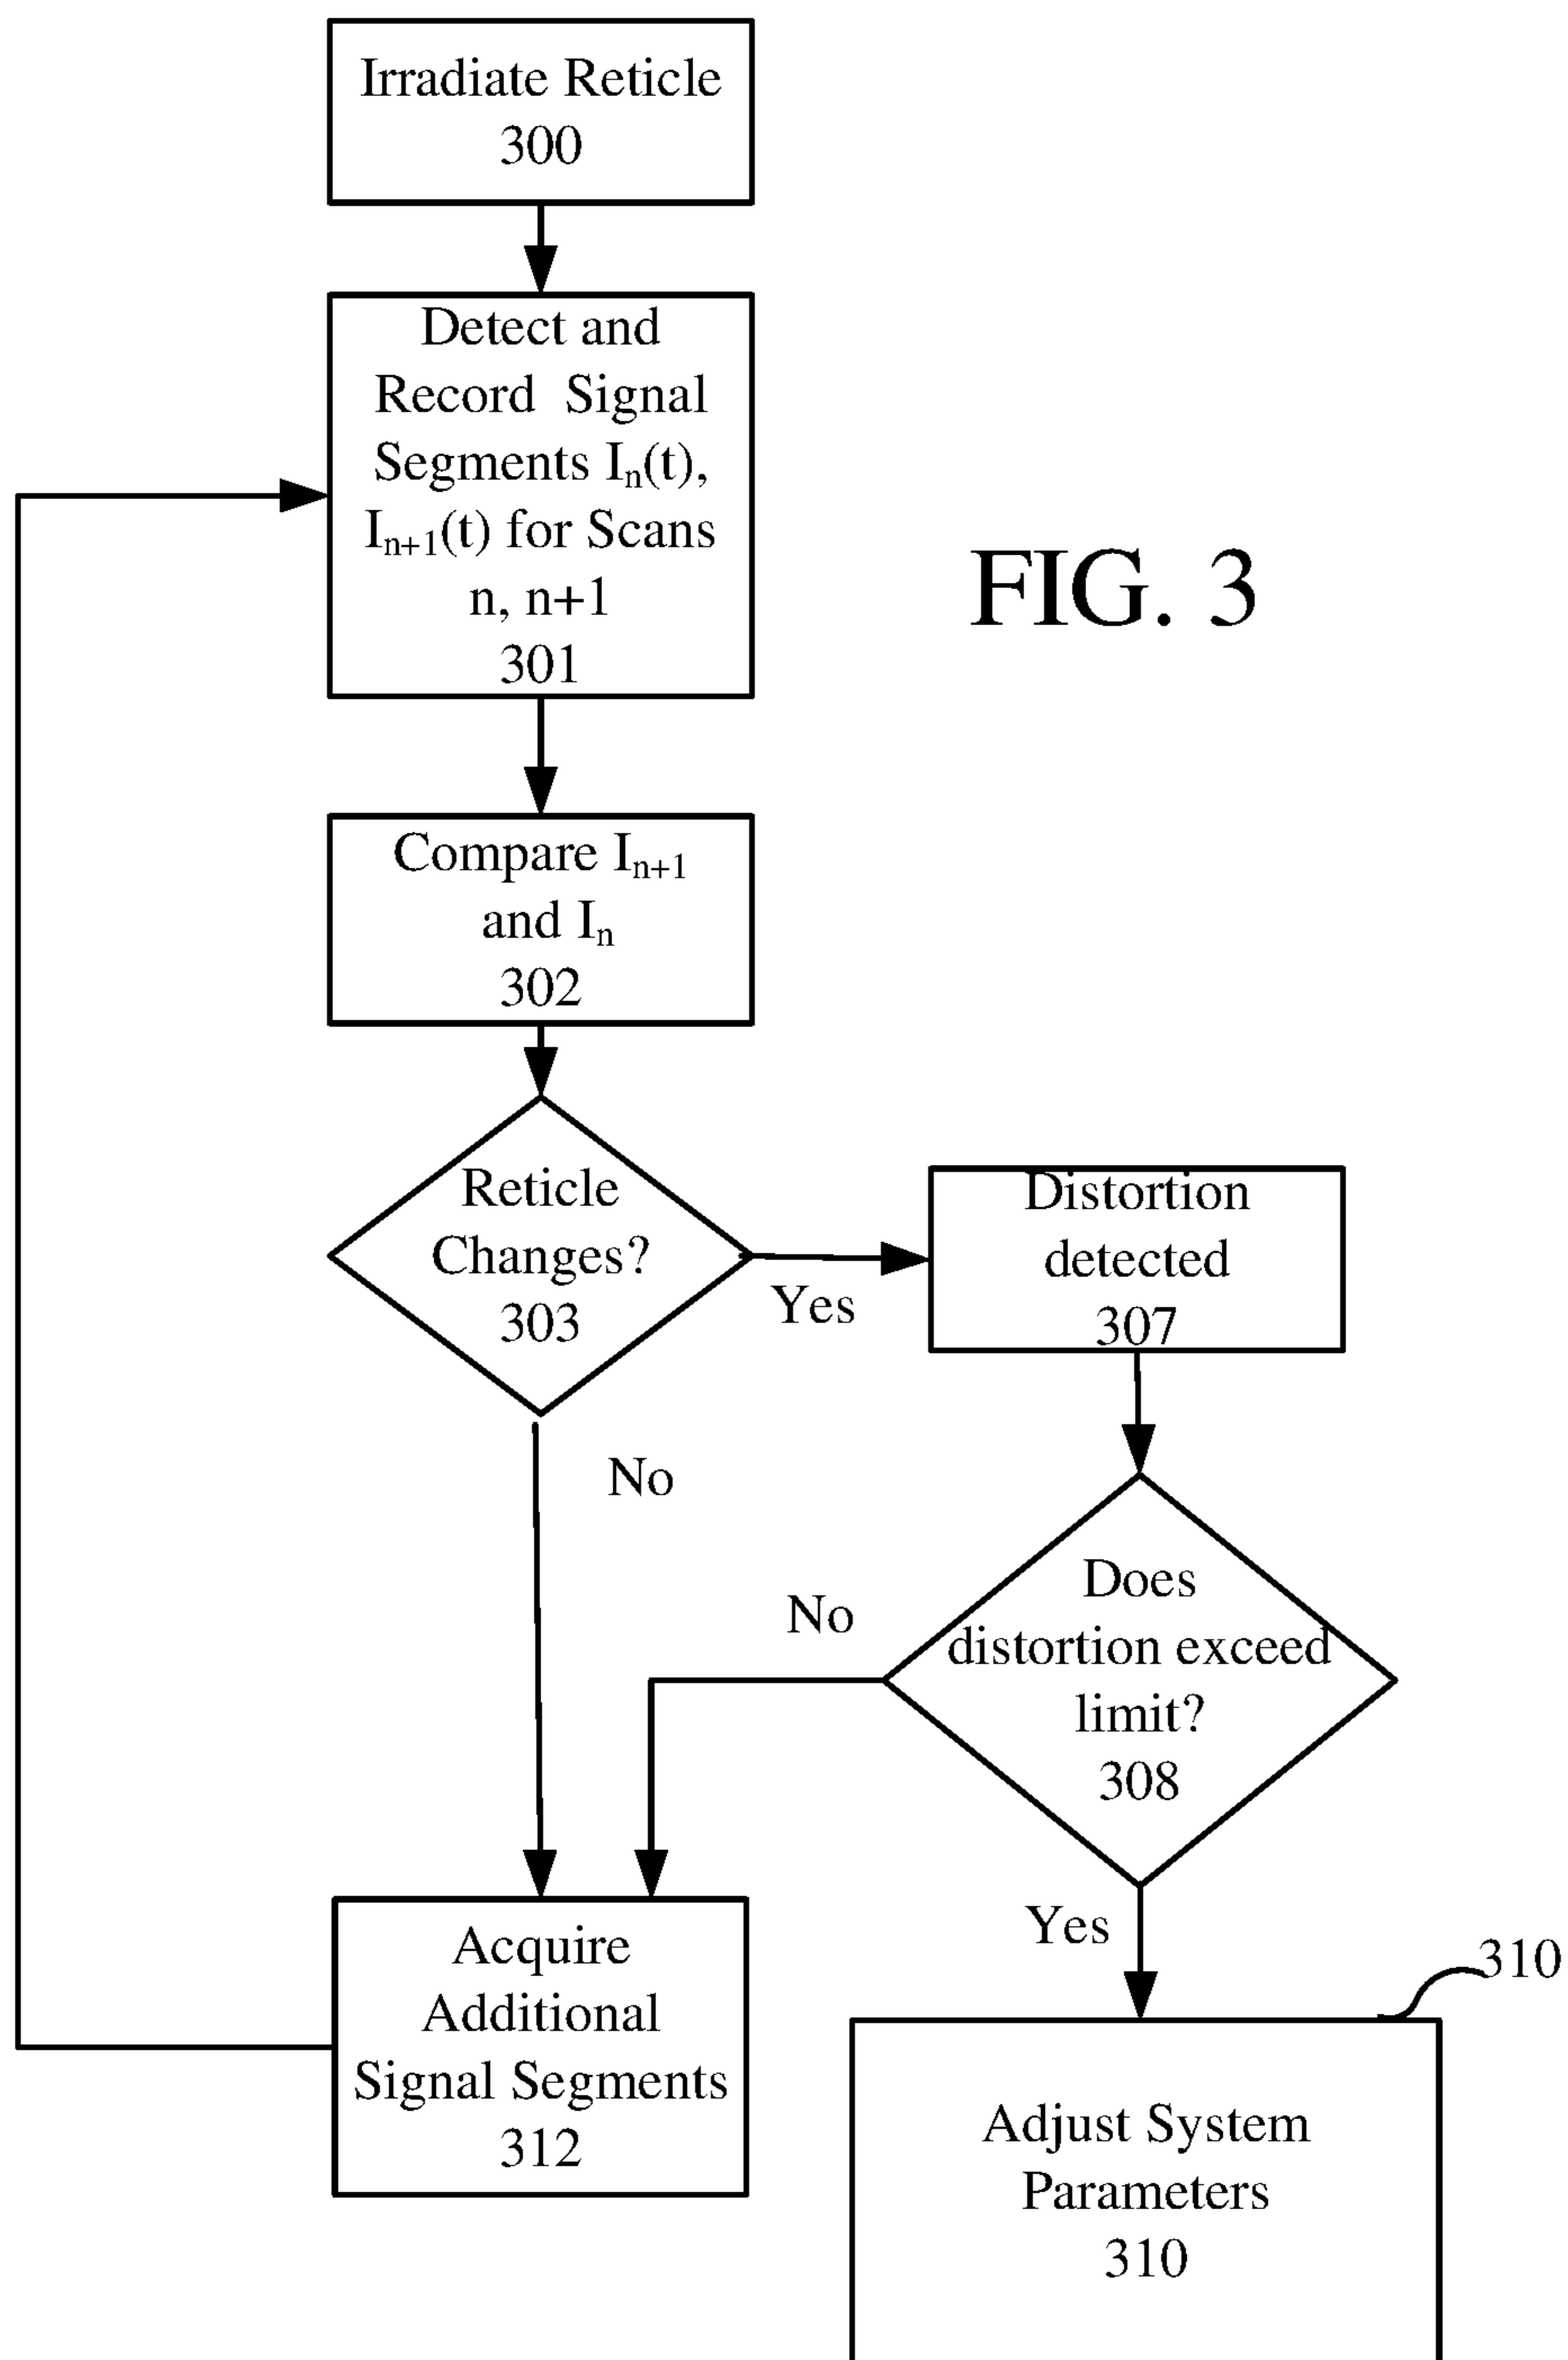 Irradiate Reticle
300
Detect and
Record Signal
Segments Iₙ(t),
Iₙ₊₁(t) for Scans
n, n+1
301
FIG. 3
Compare Iₙ₊₁
and Iₙ
302
Reticle
Changes?
303
Yes
Distortion
detected
307
No
Does
distortion exceed
limit?
308
No
Yes
Acquire
Additional
Signal Segments
312
310
Adjust System
Parameters
310